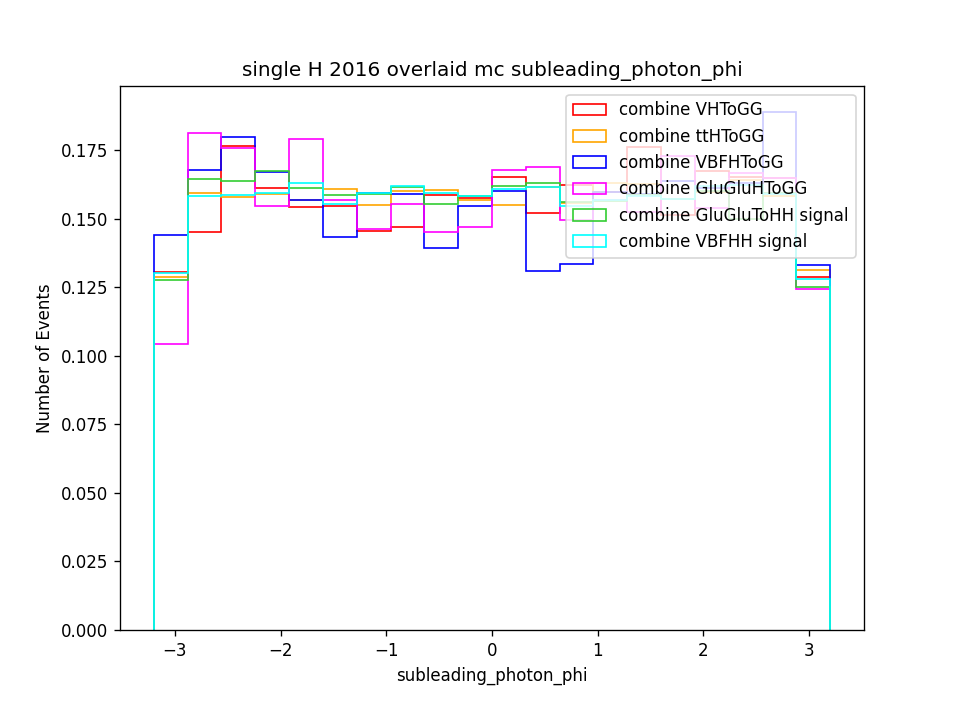 single H 2016 overlaid mc subleading_photon_phi
combine VHToGG
combine ttHToGG
combine VBFHToGG
combine GluGluHToGG
combine GluGluToHH signal
combine VBFHH signal
Number of Events
0.175
0.150
0.125
0.100
0.075
0.050
0.025
0.000
−3 −2 −1 0 1 2 3
subleading_photon_phi